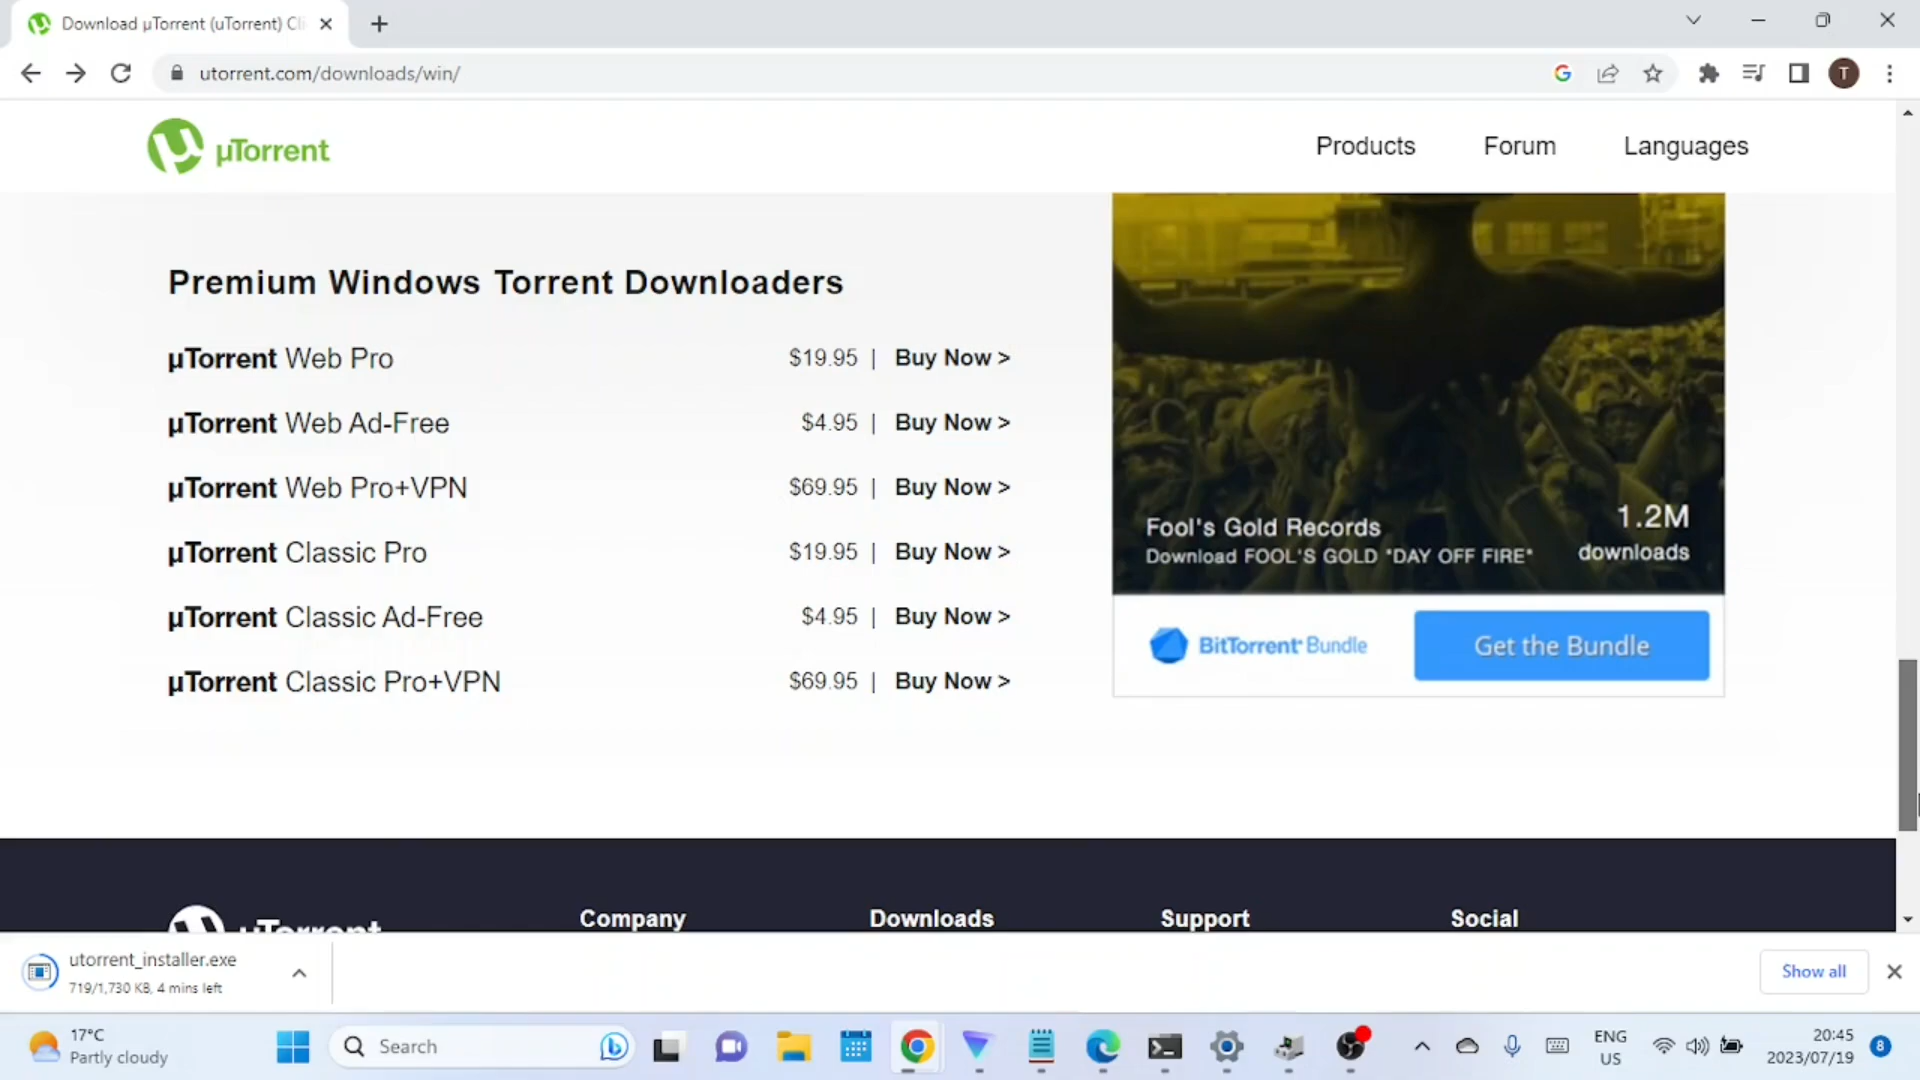 Download µTorrent (uTorrent) Cl
utorrent.com/downloads/win/
T
µTorrent
Products
Forum
Languages
Premium Windows Torrent Downloaders
µTorrent Web Pro $19.95 | Buy Now >
µTorrent Web Ad-Free $4.95 | Buy Now >
µTorrent Web Pro+VPN $69.95 | Buy Now >
µTorrent Classic Pro $19.95 | Buy Now >
µTorrent Classic Ad-Free $4.95 | Buy Now >
µTorrent Classic Pro+VPN $69.95 | Buy Now >
Fool's Gold Records
Download FOOL'S GOLD "DAY OFF FIRE"
1.2M
downloads
BitTorrent Bundle
Get the Bundle
µTorrent
Company
Downloads
Support
Social
utorrent_installer.exe
719/1,730 KB, 4 mins left
Show all
17°C
Partly cloudy
Search
ENG
US
20:45
2023/07/19
8